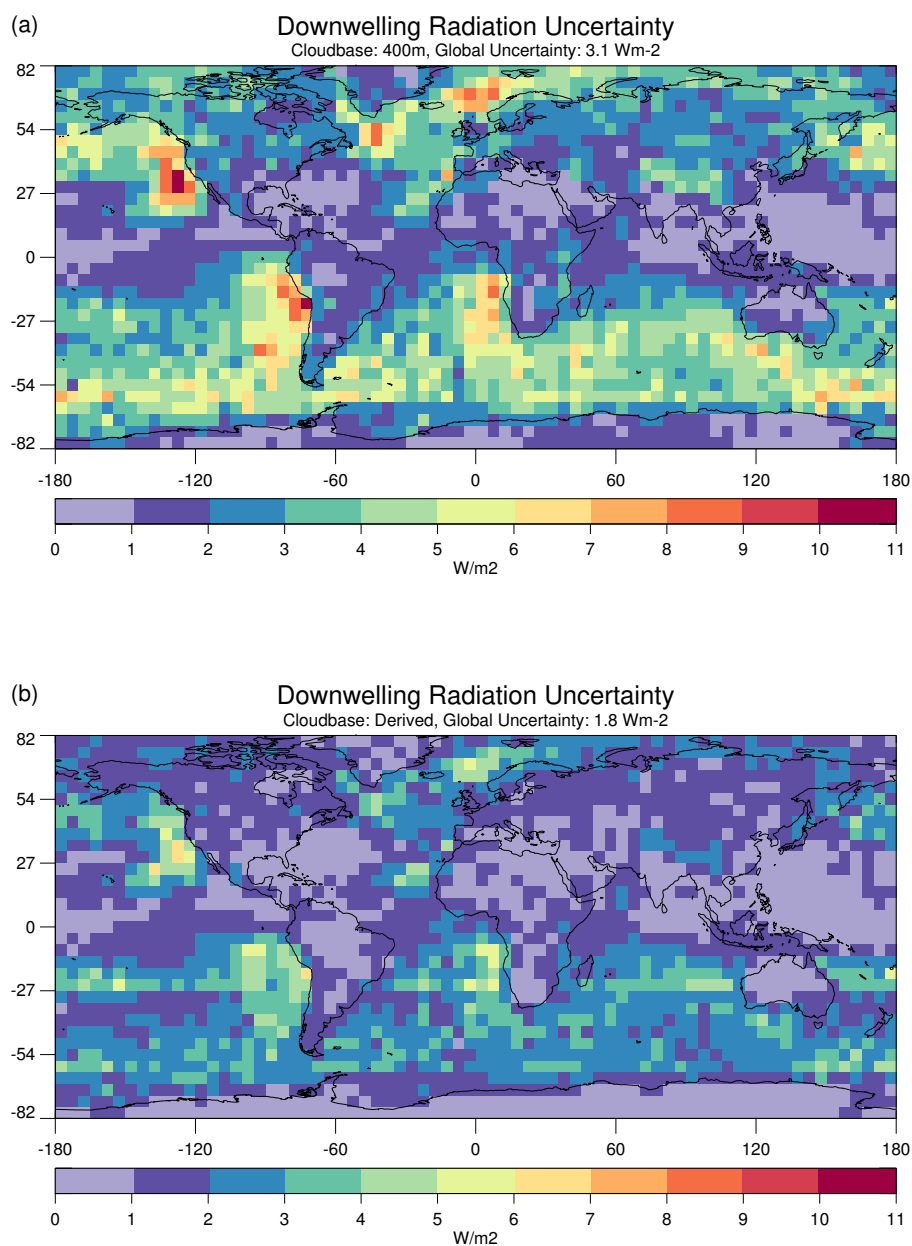 (a)
Downwelling Radiation Uncertainty
Cloudbase: 400m, Global Uncertainty: 3.1 Wm-2
82
54
27
0
-27
-54
-82
-180 -120 -60 0 60 120 180
0 1 2 3 4 5 6 7 8 9 10 11
W/m2
(b)
Downwelling Radiation Uncertainty
Cloudbase: Derived, Global Uncertainty: 1.8 Wm-2
82
54
27
0
-27
-54
-82
-180 -120 -60 0 60 120 180
0 1 2 3 4 5 6 7 8 9 10 11
W/m2